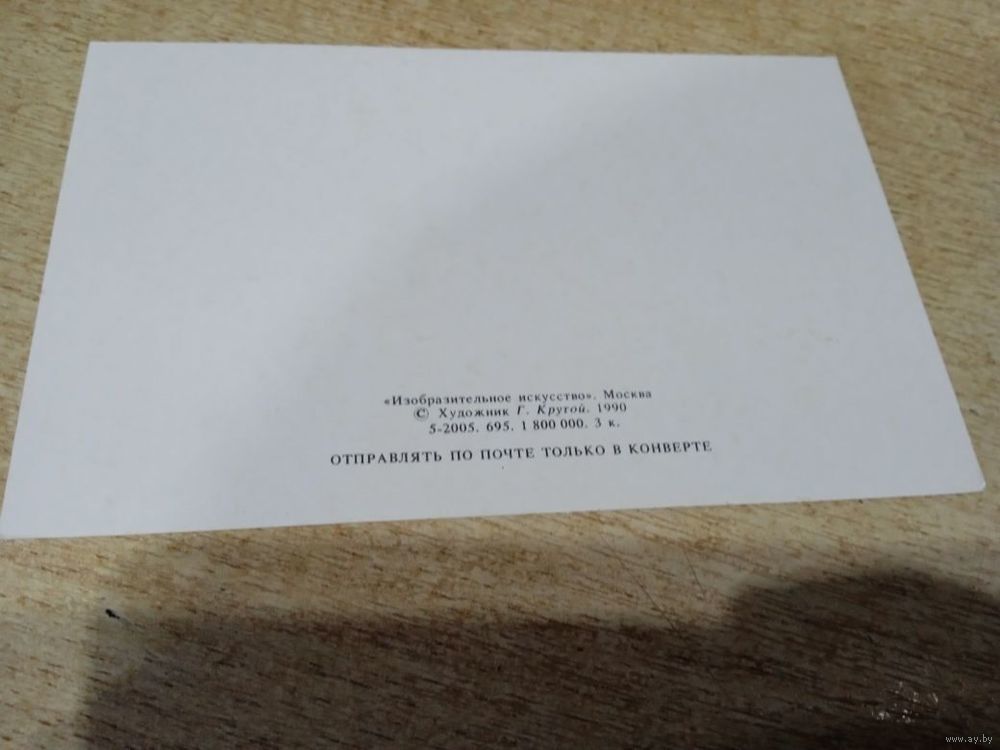 «Изобразительное искусство». Москва
© Художник Г. Кругой. 1990
5-2005. 695. 1 800 000. 3 к.
ОТПРАВЛЯТЬ ПО ПОЧТЕ ТОЛЬКО В КОНВЕРТЕ
www.ay.by